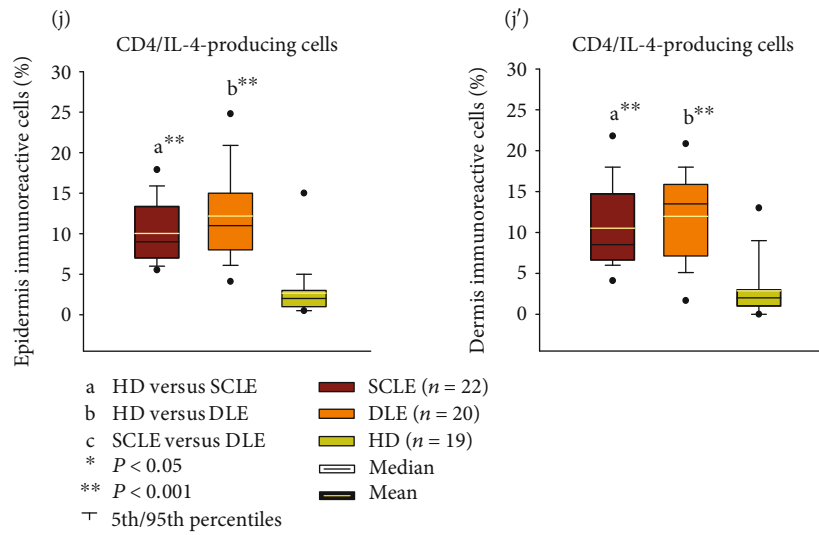 (j)
CD4/IL-4-producing cells
Epidermis immunoreactive cells (%)
30
25
20
15
10
5
0
a**
b**
(j′)
CD4/IL-4-producing cells
Dermis immunoreactive cells (%)
30
25
20
15
10
5
0
a**
b**
a HD versus SCLE
b HD versus DLE
c SCLE versus DLE
* P < 0.05
** P < 0.001
5th/95th percentiles
SCLE (n = 22)
DLE (n = 20)
HD (n = 19)
Median
Mean